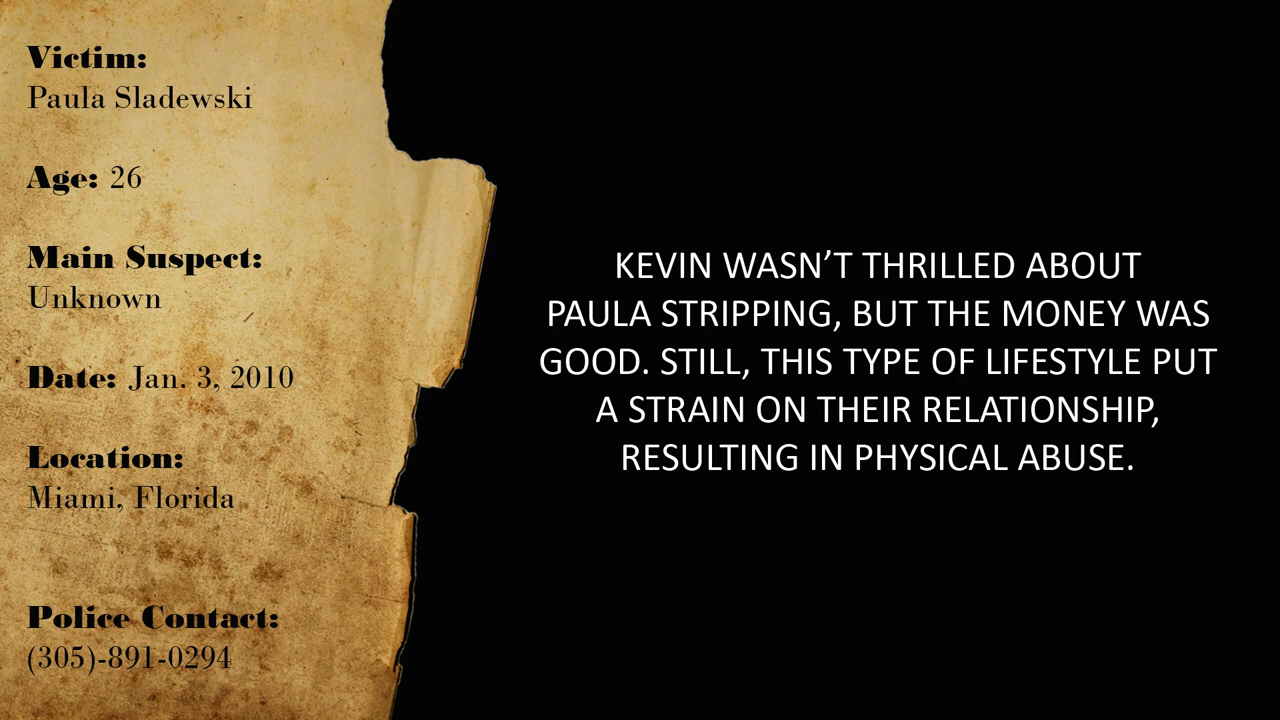 Victim:
Paula Sladewski
Age: 26
Main Suspect:
Unknown
Date: Jan. 3, 2010
Location:
Miami, Florida
Police Contact:
(305)-891-0294
KEVIN WASN’T THRILLED ABOUT
PAULA STRIPPING, BUT THE MONEY WAS
GOOD. STILL, THIS TYPE OF LIFESTYLE PUT
A STRAIN ON THEIR RELATIONSHIP,
RESULTING IN PHYSICAL ABUSE.